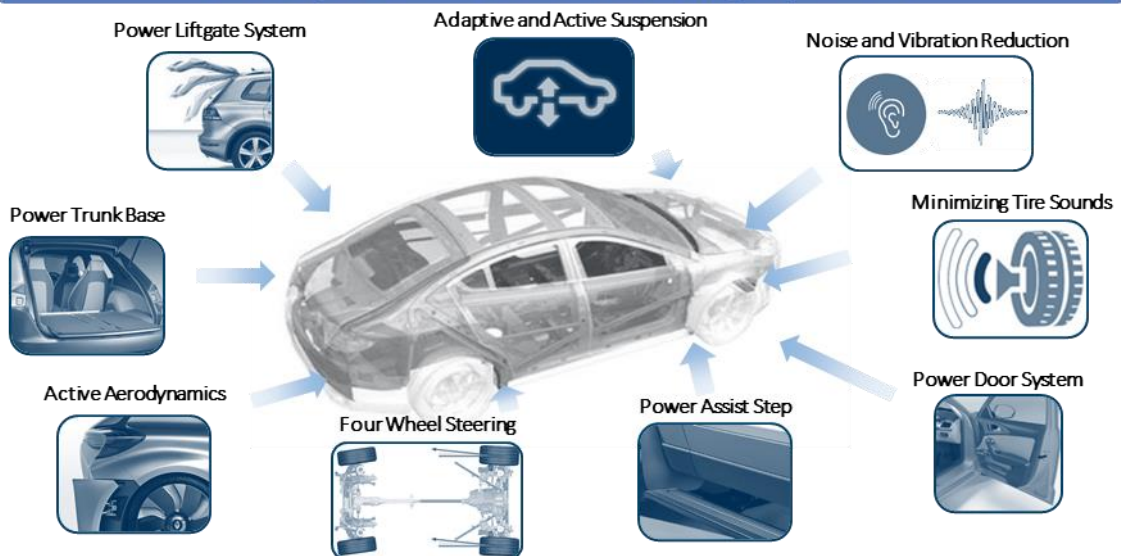 Power Liftgate System
Adaptive and Active Suspension
Noise and Vibration Reduction
Power Trunk Base
Minimizing Tire Sounds
Active Aerodynamics
Four Wheel Steering
Power Assist Step
Power Door System